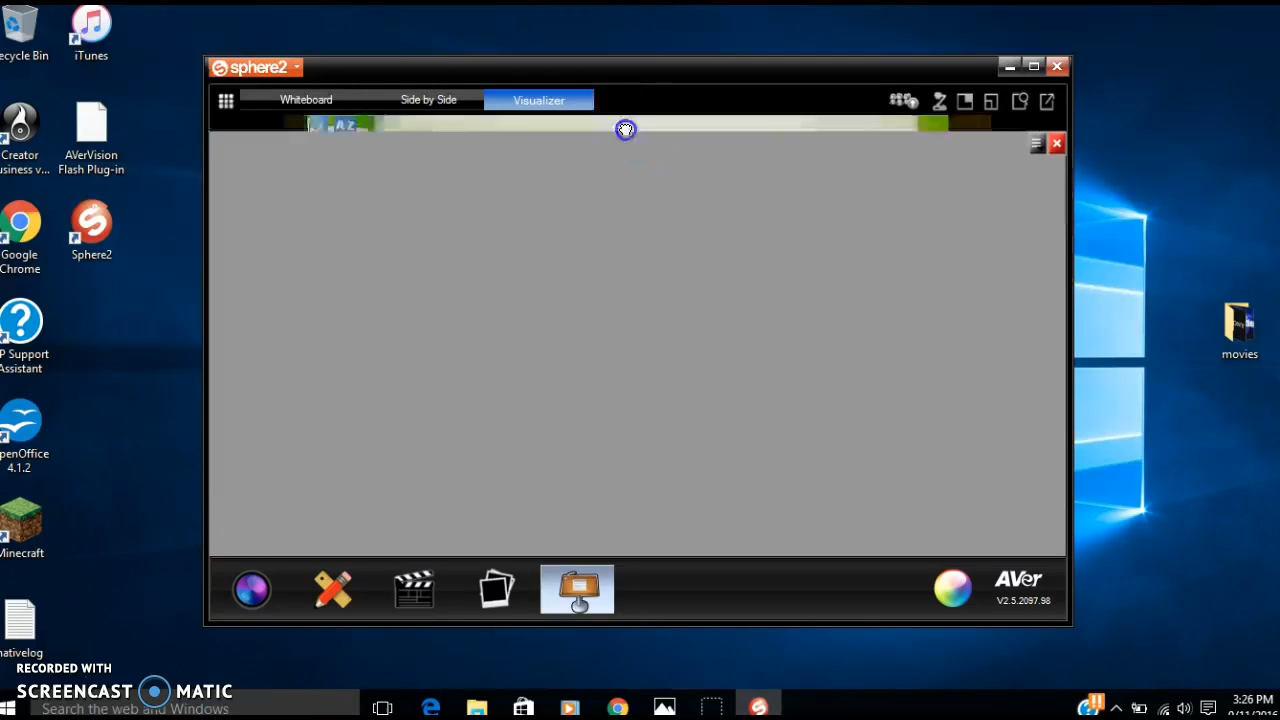 ecycle Bin
iTunes
Creator
usiness v...
AVerVision
Flash Plug-in
Google
Chrome
Sphere2
P Support
Assistant
penOffice
4.1.2
Minecraft
nativelog
sphere2
Whiteboard
Side by Side
Visualizer
AZ
AVer
V2.5.2097.98
movies
RECORDED WITH
SCREENCAST MATIC
Search the web and Windows
3:26 PM